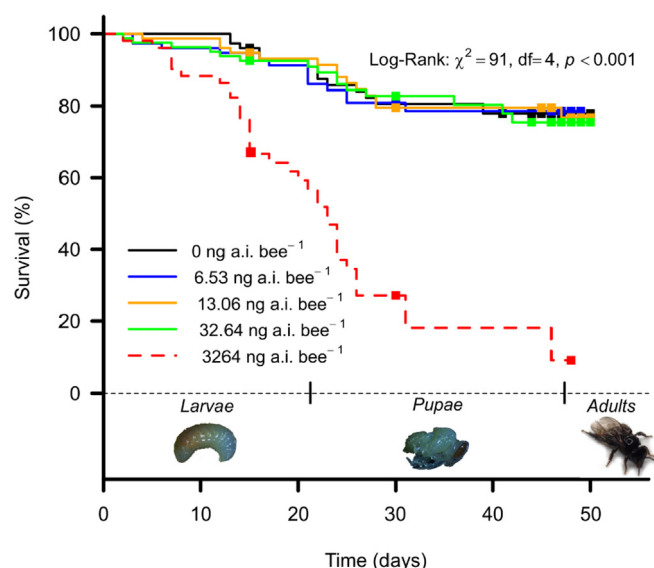 100
80
60
40
20
0
Survival (%)
Log-Rank: χ² = 91, df= 4, p < 0.001
0 ng a.i. bee⁻¹
6.53 ng a.i. bee⁻¹
13.06 ng a.i. bee⁻¹
32.64 ng a.i. bee⁻¹
3264 ng a.i. bee⁻¹
Larvae Pupae Adults
0 10 20 30 40 50
Time (days)